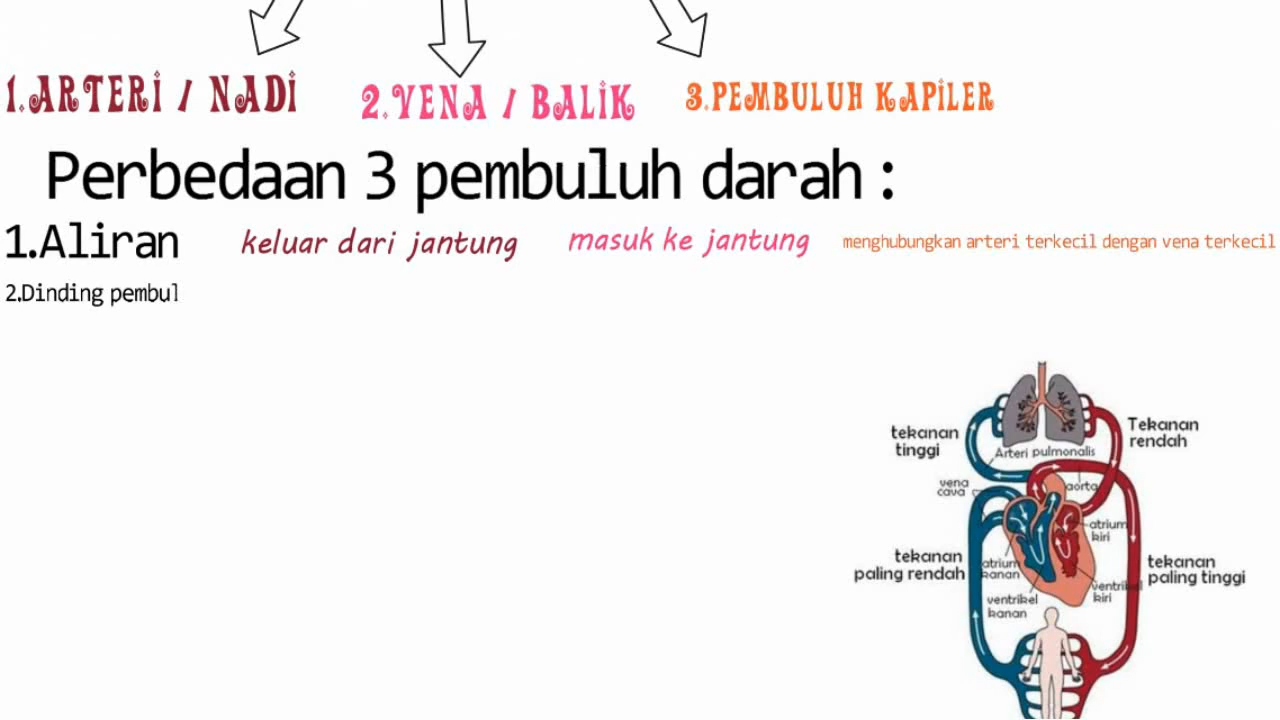 1.ARTERI / NADI
2.VENA / BALIK
3.PEMBULUH KAPILER
Perbedaan 3 pembuluh darah :
1.Aliran
keluar dari jantung
masuk ke jantung
menghubungkan arteri terkecil dengan vena terkecil
2.Dinding pembul
tekanan
tinggi
Tekanan
rendah
Arteri pulmonalis
vena
cava
aorta
atrium
kiri
tekanan
paling rendah
atrium
kanan
tekanan
paling tinggi
ventrikel
kiri
ventrikel
kanan